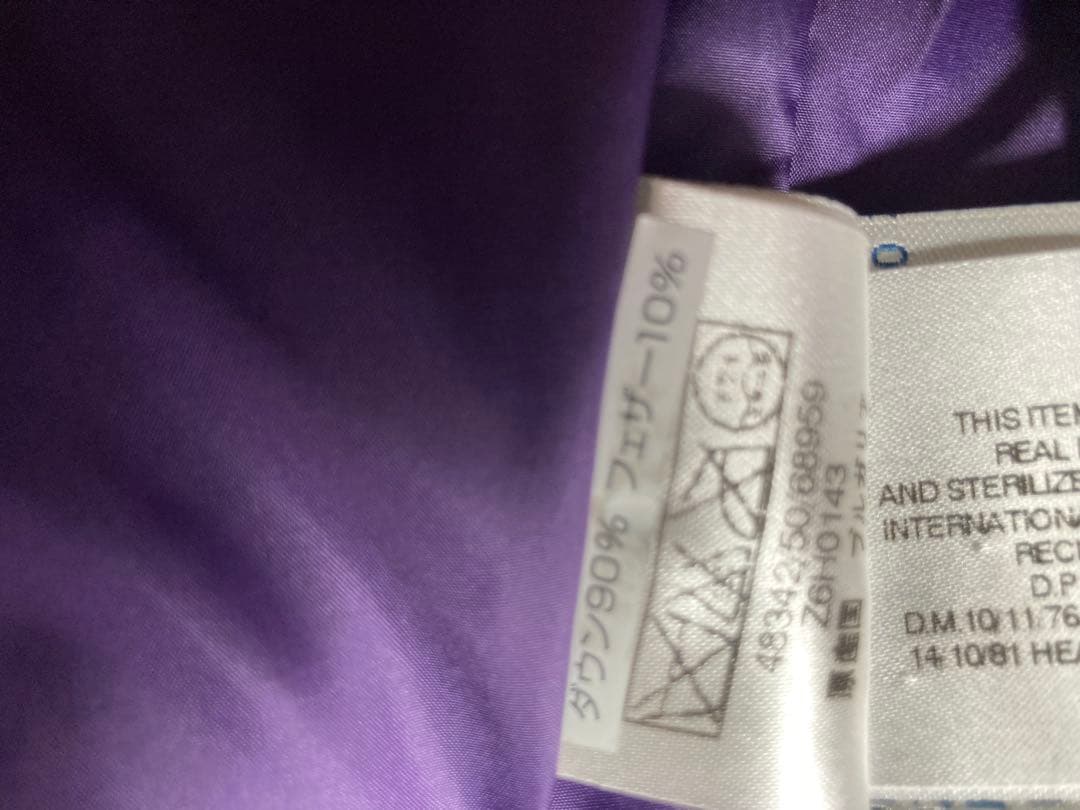 ダウン90% フェザー10%
48342/50/68959
Z6H0143
THIS ITEM
REAL
AND STERILIZE
INTERNATIONA
RECI
D.P
D.M. 10/11.76
14-10/81 HEA